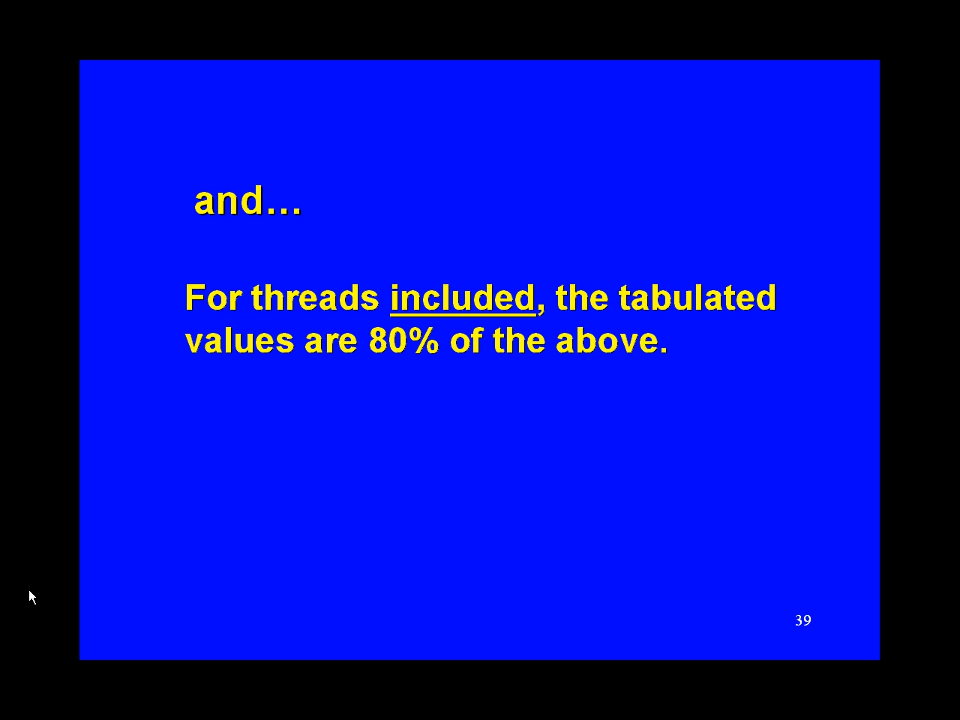 and…
For threads included, the tabulated
values are 80% of the above.
39